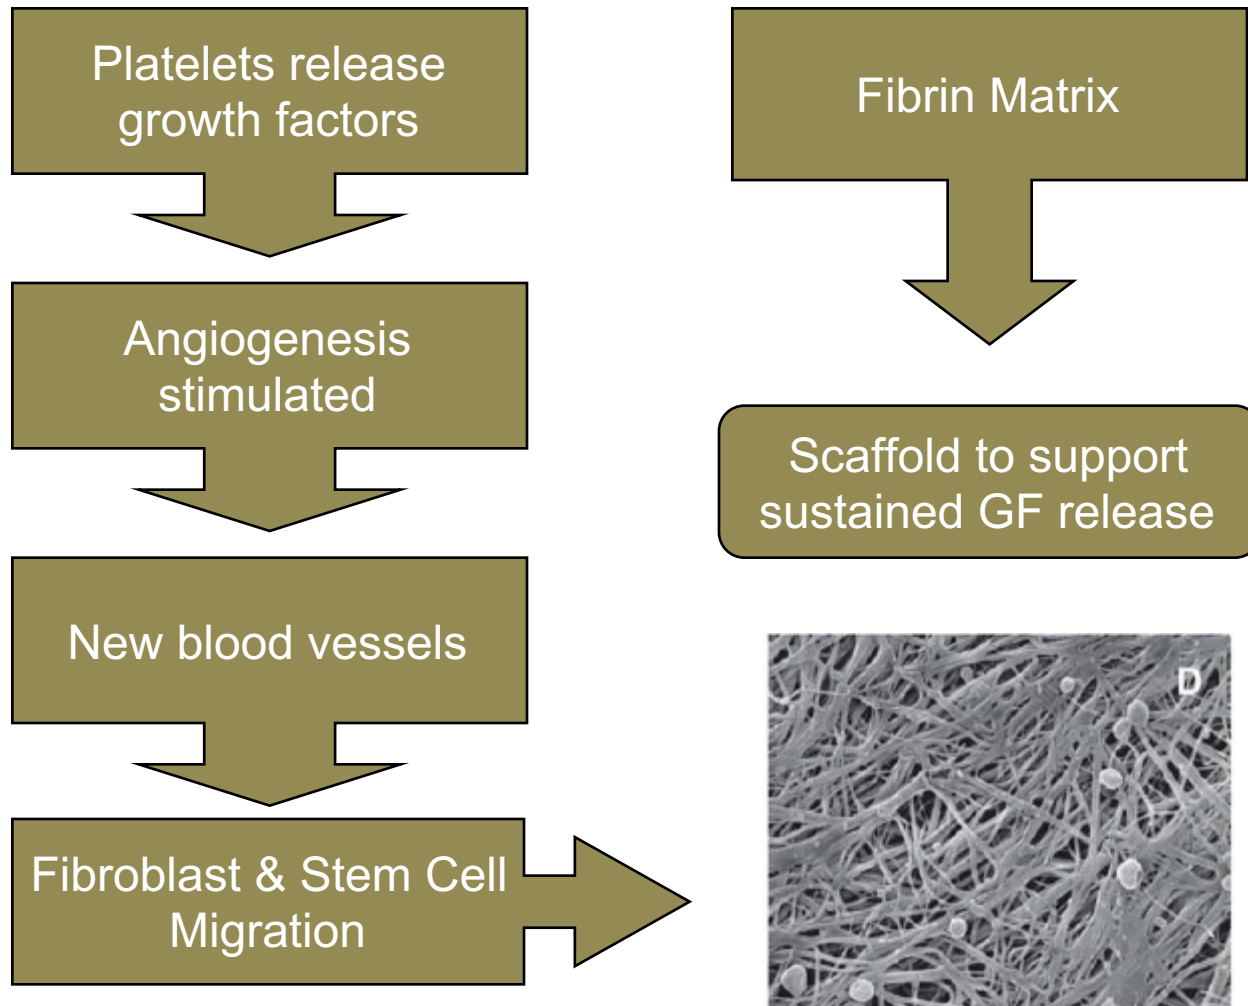 Platelets release
growth factors
Angiogenesis
stimulated
New blood vessels
Fibroblast & Stem Cell
Migration
Fibrin Matrix
Scaffold to support
sustained GF release
D